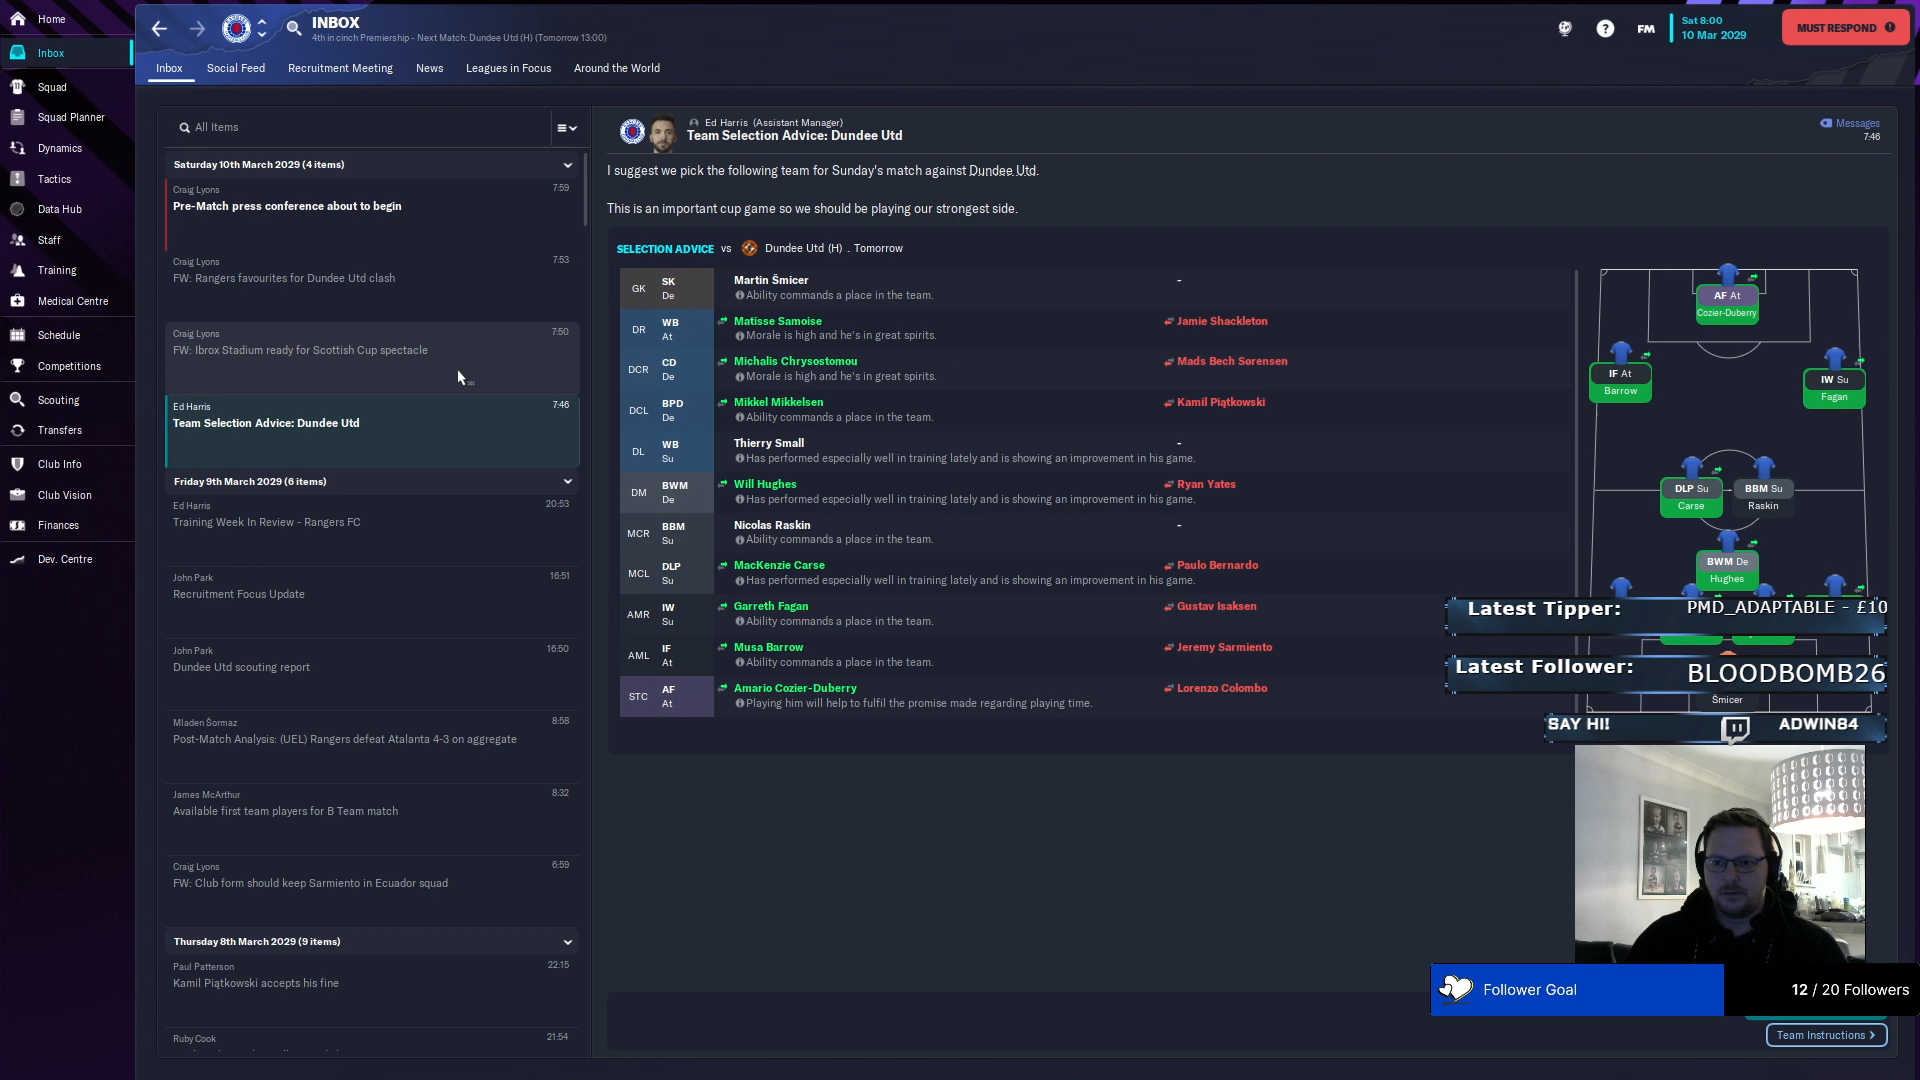 Home
Inbox
Squad
Squad Planner
Dynamics
Tactics
Data Hub
Staff
Training
Medical Centre
Schedule
Competitions
Scouting
Transfers
Club Info
Club Vision
Finances
Dev. Centre
INBOX
4th in cinch Premiership - Next Match: Dundee Utd (H) (Tomorrow 13:00)
FM
Sat 8:00
10 Mar 2029
MUST RESPOND
Inbox Social Feed Recruitment Meeting News Leagues in Focus Around the World
All Items
Saturday 10th March 2029 (4 items)
Craig Lyons 7:59
Pre-Match press conference about to begin
Craig Lyons 7:53
FW: Rangers favourites for Dundee Utd clash
Craig Lyons 7:50
FW: Ibrox Stadium ready for Scottish Cup spectacle
Ed Harris 7:46
Team Selection Advice: Dundee Utd
Friday 9th March 2029 (6 items)
Ed Harris 20:53
Training Week In Review - Rangers FC
John Park 16:51
Recruitment Focus Update
John Park 16:50
Dundee Utd scouting report
Mladen Šormaz 8:58
Post-Match Analysis: (UEL) Rangers defeat Atalanta 4-3 on aggregate
James McArthur 8:32
Available first team players for B Team match
Craig Lyons 6:59
FW: Club form should keep Sarmiento in Ecuador squad
Thursday 8th March 2029 (9 items)
Paul Patterson 22:15
Kamil Piątkowski accepts his fine
Ruby Cook 21:54
Ed Harris (Assistant Manager)
Team Selection Advice: Dundee Utd
Messages
7:46
I suggest we pick the following team for Sunday's match against Dundee Utd.
This is an important cup game so we should be playing our strongest side.
SELECTION ADVICE vs Dundee Utd (H) . Tomorrow
GK SK De Martin Šmicer -
Ability commands a place in the team.
DR WB At Matisse Samoise Jamie Shackleton
Morale is high and he's in great spirits.
DCR CD De Michalis Chrysostomou Mads Bech Sørensen
Morale is high and he's in great spirits.
DCL BPD De Mikkel Mikkelsen Kamil Piątkowski
Ability commands a place in the team.
DL WB Su Thierry Small -
Has performed especially well in training lately and is showing an improvement in his game.
DM BWM De Will Hughes Ryan Yates
Has performed especially well in training lately and is showing an improvement in his game.
MCR BBM Su Nicolas Raskin -
Ability commands a place in the team.
MCL DLP Su MacKenzie Carse Paulo Bernardo
Has performed especially well in training lately and is showing an improvement in his game.
AMR IW Su Garreth Fagan Gustav Isaksen
Ability commands a place in the team.
AML IF At Musa Barrow Jeremy Sarmiento
Ability commands a place in the team.
STC AF At Amario Cozier-Duberry Lorenzo Colombo
Playing him will help to fulfil the promise made regarding playing time.
AF At
Cozier-Duberry
IF At
Barrow
IW Su
Fagan
DLP Su
Carse
BBM Su
Raskin
BWM De
Hughes
Latest Tipper: PMD_ADAPTABLE - £10
Latest Follower: BLOODBOMB26
Šmicer
SAY HI! ADWIN84
Follower Goal 12 / 20 Followers
Team Instructions